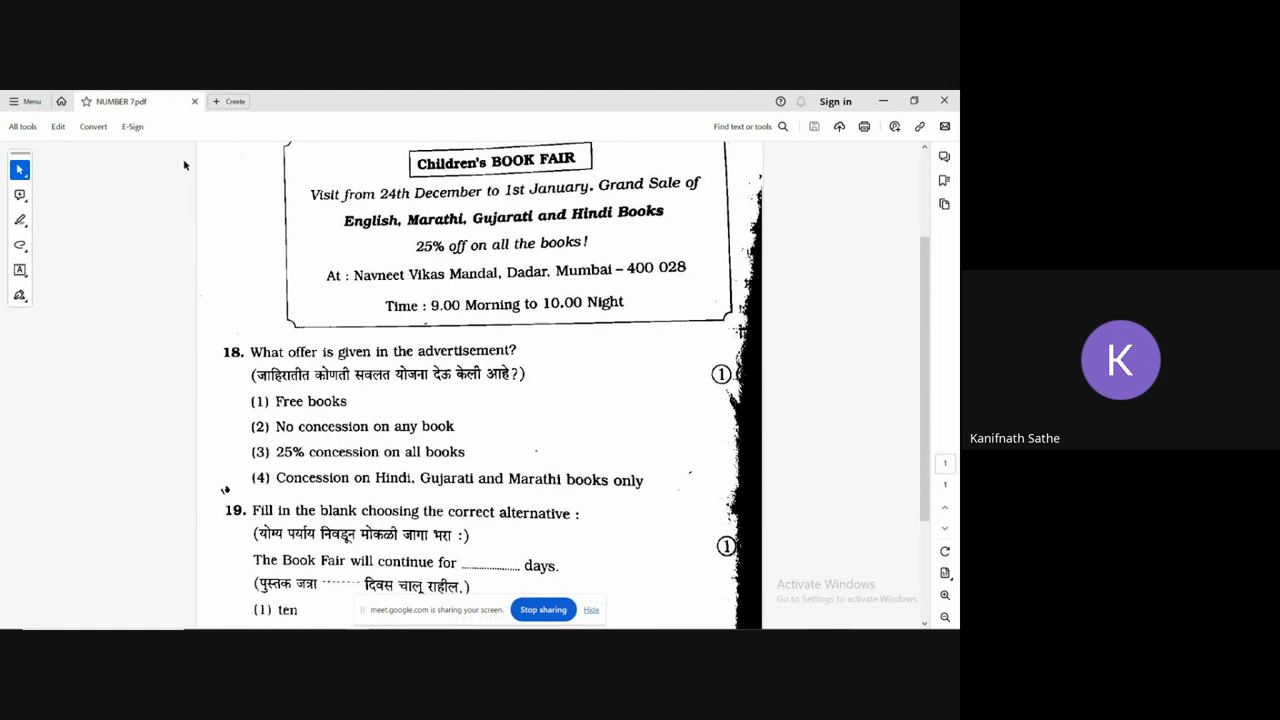 Menu
NUMBER 7.pdf
Create
Sign in
All tools
Edit
Convert
E-Sign
Find text or tools
Children's BOOK FAIR
Visit from 24th December to 1st January. Grand Sale of
English, Marathi, Gujarati and Hindi Books
25% off on all the books!
At : Navneet Vikas Mandal, Dadar, Mumbai – 400 028
Time : 9.00 Morning to 10.00 Night
18. What offer is given in the advertisement?
(जाहिरातीत कोणती सवलत योजना देऊ केली आहे?)
1
(1) Free books
(2) No concession on any book
(3) 25% concession on all books
(4) Concession on Hindi, Gujarati and Marathi books only
19. Fill in the blank choosing the correct alternative :
(योग्य पर्याय निवडून मोकळी जागा भरा :)
1
The Book Fair will continue for .................... days.
(पुस्तक जत्रा ........ दिवस चालू राहील.)
(1) ten
meet.google.com is sharing your screen.
Stop sharing
Hide
1
1
Activate Windows
Go to Settings to activate Windows.
K
Kanifnath Sathe